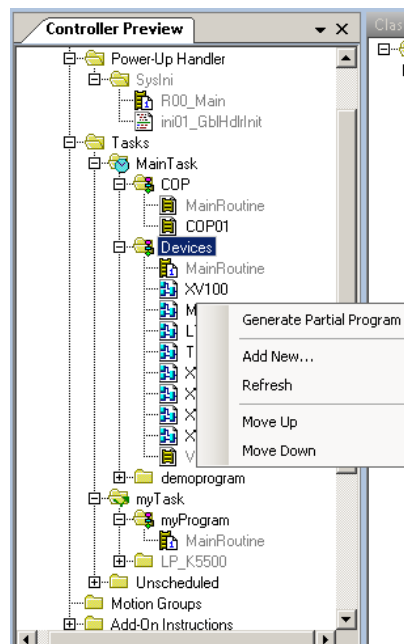 Controller Preview
Clas
Power-Up Handler
SysIni
R00_Main
ini01_GblHdlrInit
Tasks
MainTask
COP
MainRoutine
COP01
Devices
MainRoutine
XV100
M
L
T
X
X
X
X
V
Generate Partial Program
Add New...
Refresh
Move Up
Move Down
demoprogram
myTask
myProgram
MainRoutine
LP_K5500
Unscheduled
Motion Groups
Add-On Instructions